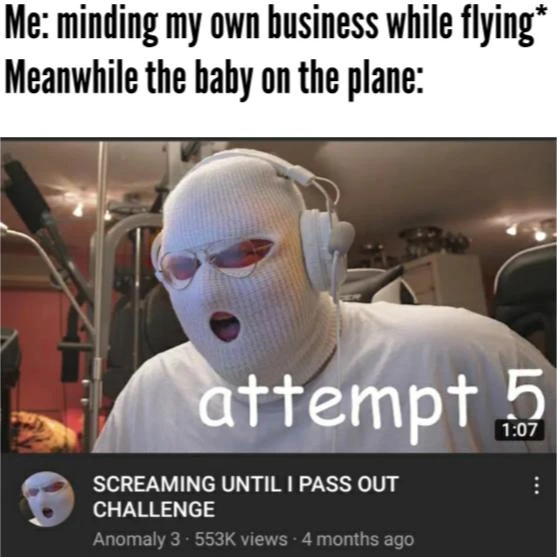 Me: minding my own business while flying*
Meanwhile the baby on the plane:
attempt 5
1:07
SCREAMING UNTIL I PASS OUT
CHALLENGE
Anomaly 3 · 553K views · 4 months ago